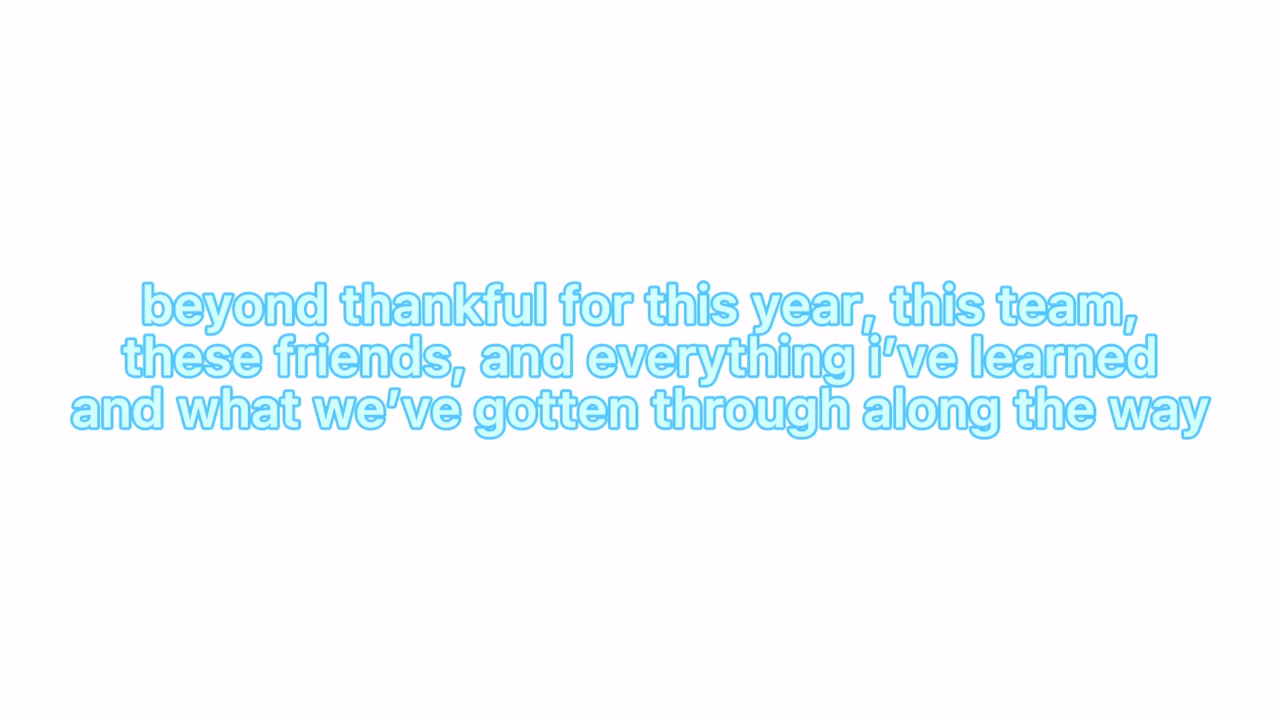 beyond thankful for this year, this team,
these friends, and everything i’ve learned
and what we’ve gotten through along the way